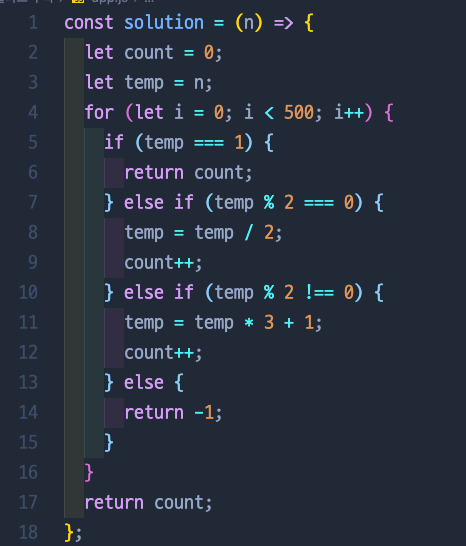 app.js
1 const solution = (n) => {
2 let count = 0;
3 let temp = n;
4 for (let i = 0; i < 500; i++) {
5 if (temp === 1) {
6 return count;
7 } else if (temp % 2 === 0) {
8 temp = temp / 2;
9 count++;
10 } else if (temp % 2 !== 0) {
11 temp = temp * 3 + 1;
12 count++;
13 } else {
14 return -1;
15 }
16 }
17 return count;
18 };